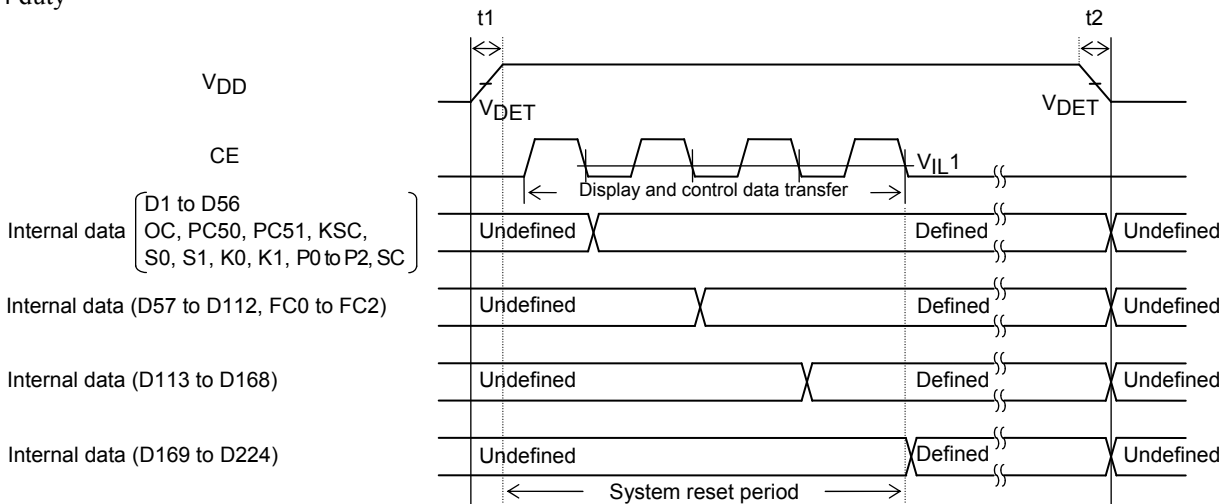 duty
t1 t2
VDD
VDET VDET
CE
VIL1
Display and control data transfer
Internal data D1 to D56
OC, PC50, PC51, KSC,
S0, S1, K0, K1, P0 to P2, SC
Undefined Defined Undefined
Internal data (D57 to D112, FC0 to FC2) Undefined Defined Undefined
Internal data (D113 to D168) Undefined Defined Undefined
Internal data (D169 to D224) Undefined Defined Undefined
System reset period